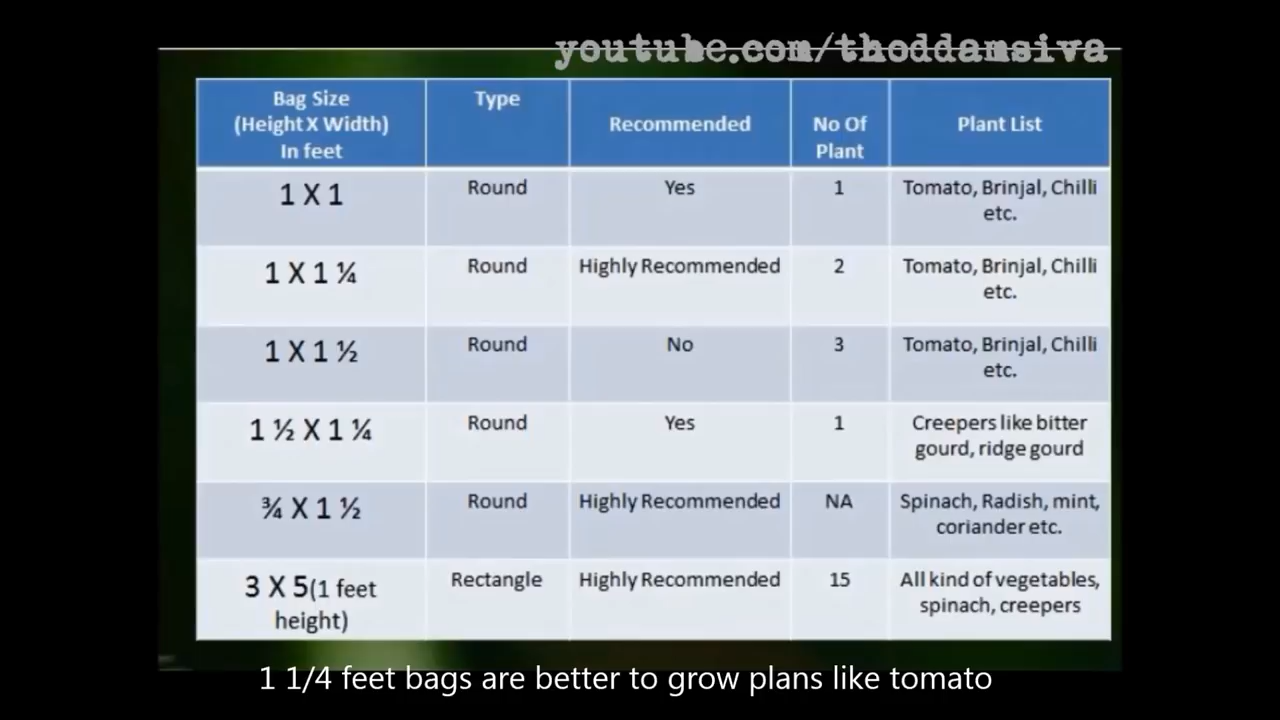 youtube.com/thoddamsiva
Bag Size
(Height X Width)
In feet
Type
Recommended
No Of
Plant
Plant List
1 X 1
Round
Yes
1
Tomato, Brinjal, Chilli
etc.
1 X 1 ¼
Round
Highly Recommended
2
Tomato, Brinjal, Chilli
etc.
1 X 1 ½
Round
No
3
Tomato, Brinjal, Chilli
etc.
1 ½ X 1 ¼
Round
Yes
1
Creepers like bitter
gourd, ridge gourd
¾ X 1 ½
Round
Highly Recommended
NA
Spinach, Radish, mint,
coriander etc.
3 X 5(1 feet
height)
Rectangle
Highly Recommended
15
All kind of vegetables,
spinach, creepers
1 1/4 feet bags are better to grow plans like tomato